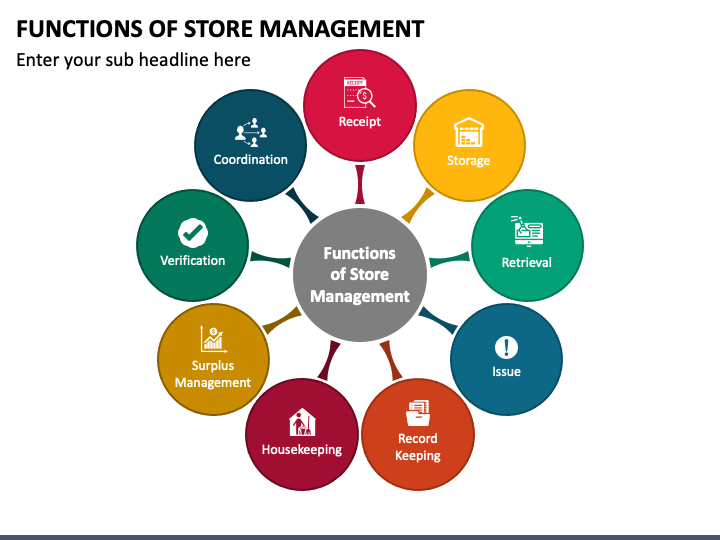 FUNCTIONS OF STORE MANAGEMENT
Enter your sub headline here
RECEIPT
Receipt
Storage
Retrieval
Issue
Record
Keeping
Housekeeping
Surplus
Management
Verification
Coordination
Functions
of Store
Management